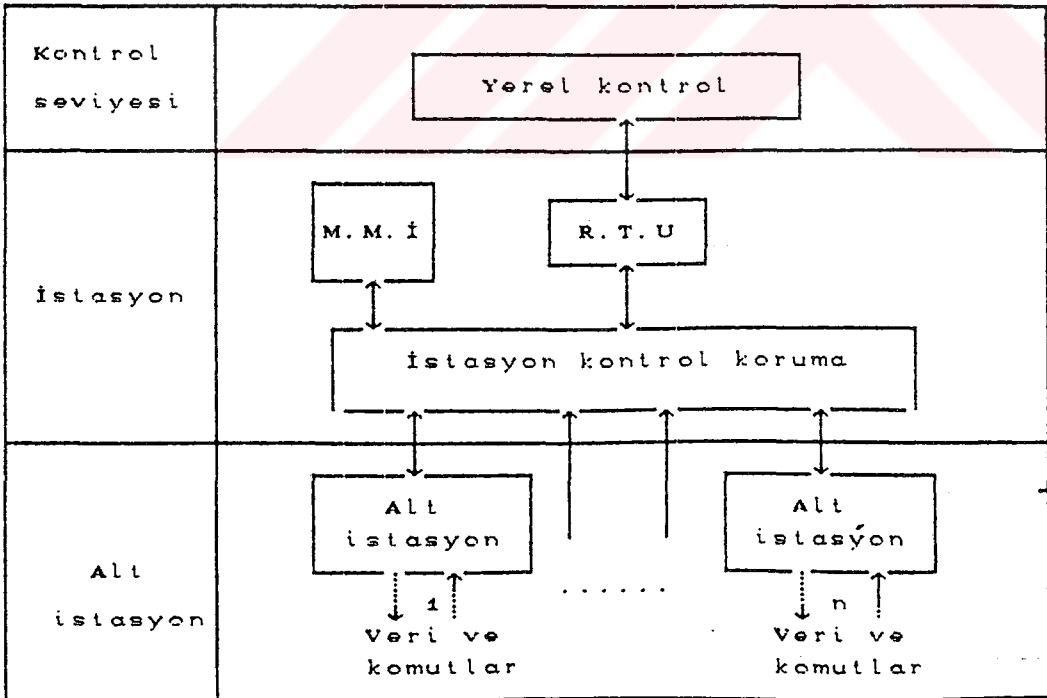 Kontrol
seviyesi
Yerel kontrol
İstasyon
M. M. İ
R. T. U
İstasyon kontrol koruma
Alt
istasyon
Alt
istasyon
1
Veri ve
komutlar
......
Alt
istasyon
n
Veri ve
komutlar